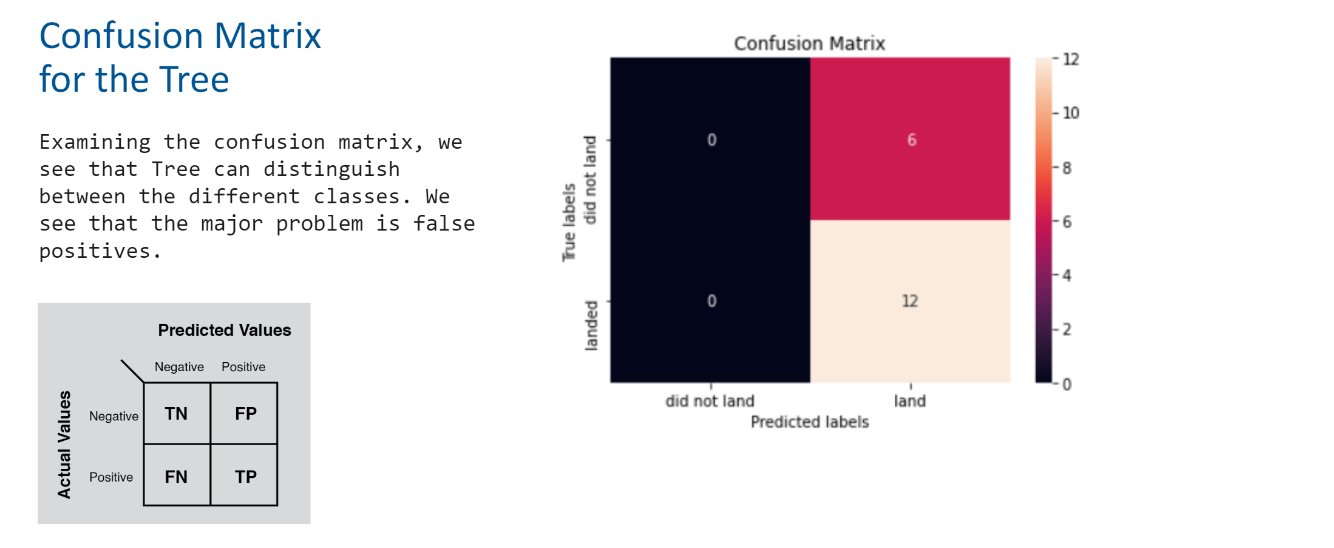 Confusion Matrix
for the Tree
Examining the confusion matrix, we
see that Tree can distinguish
between the different classes. We
see that the major problem is false
positives.
Predicted Values
Negative Positive
Actual Values
Negative TN FP
Positive FN TP
Confusion Matrix
True labels
did not land
landed
0 6
0 12
did not land land
Predicted labels
12
10
8
6
4
2
0